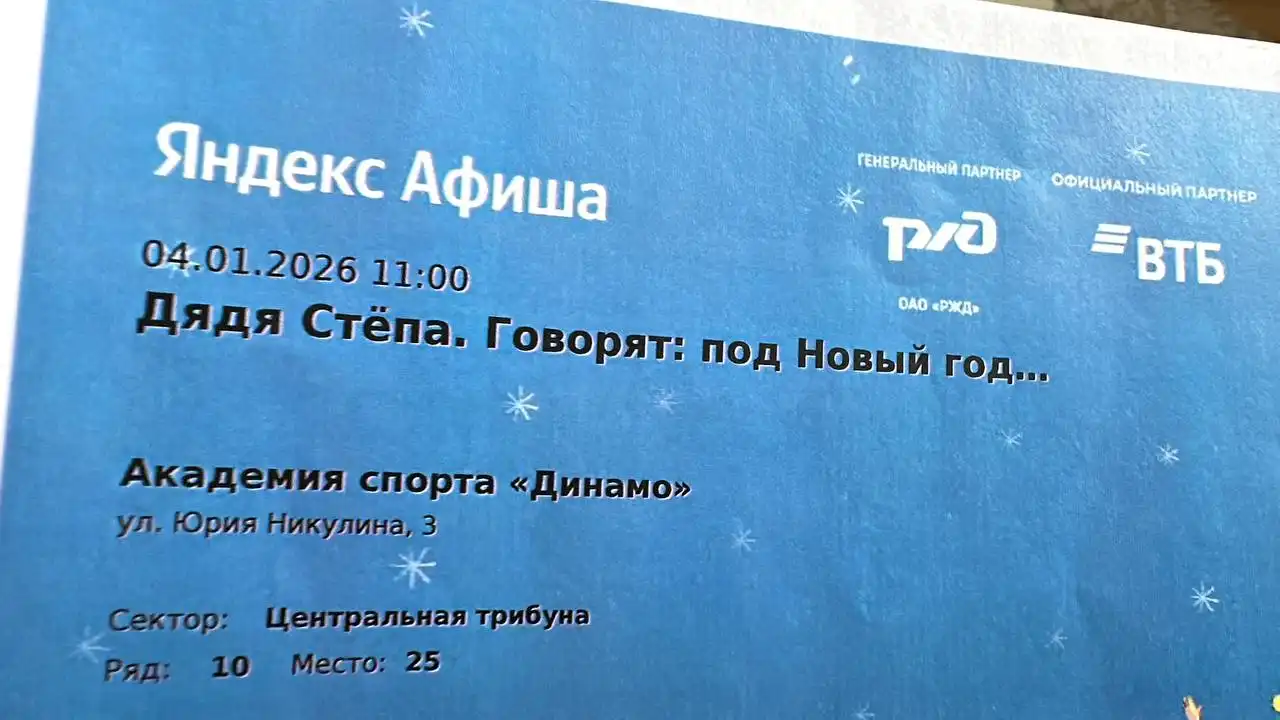 Яндекс Афиша
ГЕНЕРАЛЬНЫЙ ПАРТНЕР
ОФИЦИАЛЬНЫЙ ПАРТНЕР
ржд
ВТБ
ОАО «РЖД»
04.01.2026 11:00
Дядя Стёпа. Говорят: под Новый год...
Академия спорта «Динамо»
ул. Юрия Никулина, 3
Сектор: Центральная трибуна
Ряд: 10 Место: 25